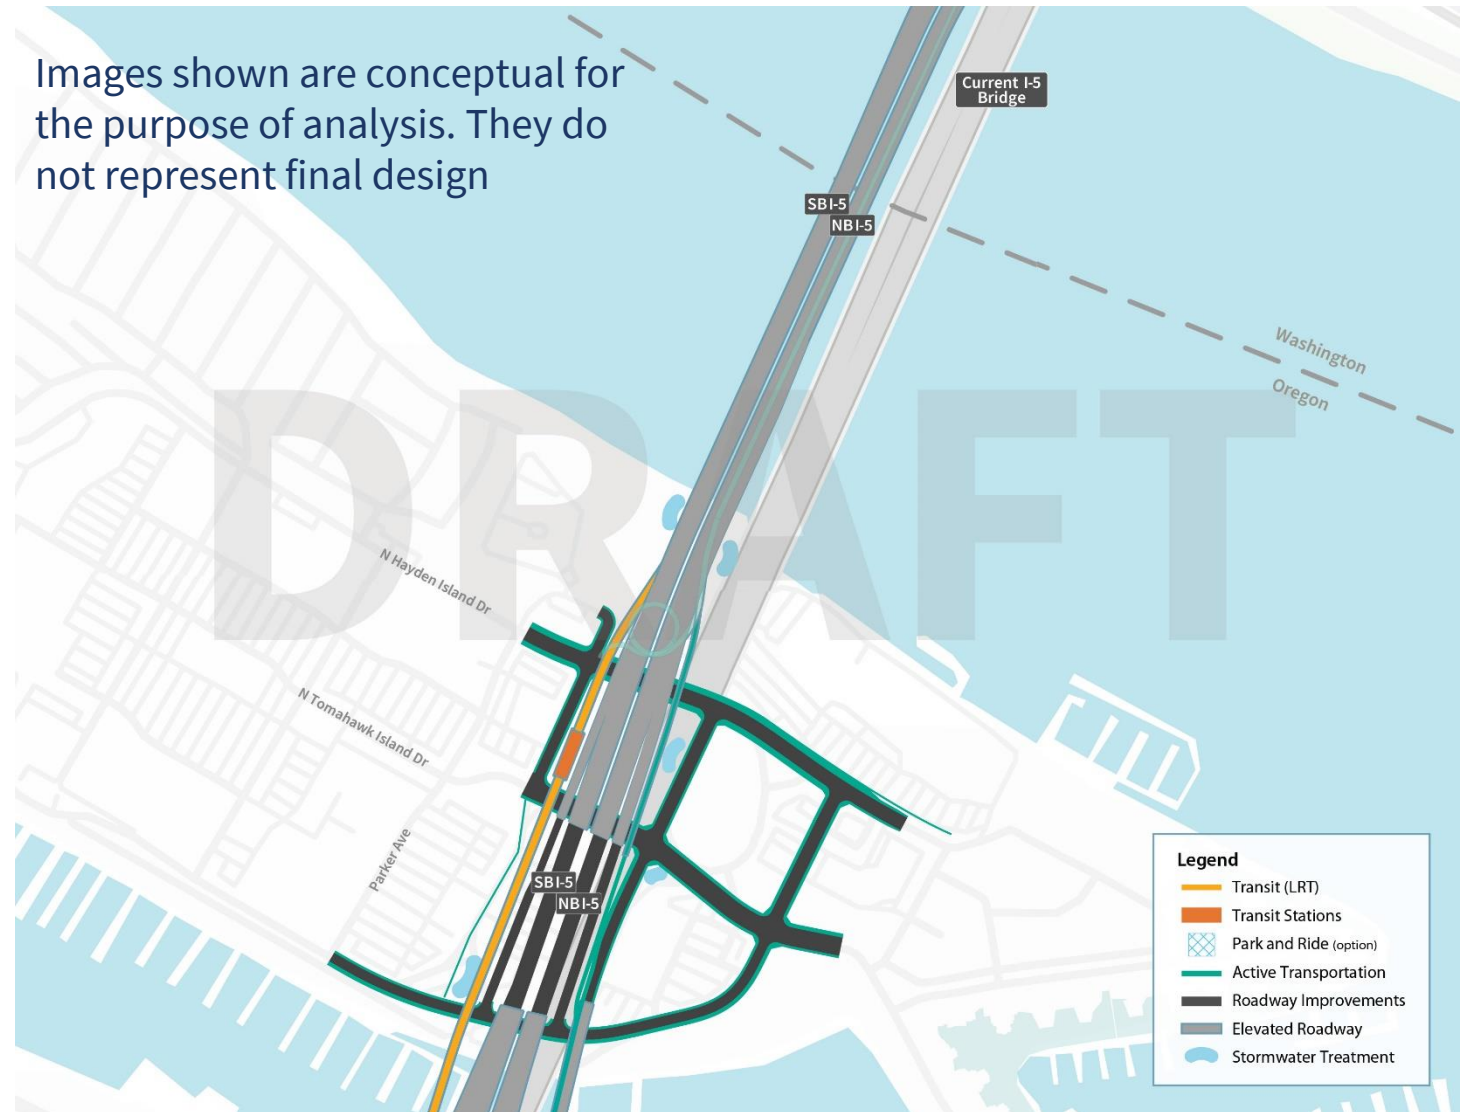 Images shown are conceptual for
the purpose of analysis. They do
not represent final design
Current I-5
Bridge
SB I-5
NB I-5
Washington
Oregon
DRAFT
N Hayden Island Dr
N Tomahawk Island Dr
Parker Ave
SB I-5
NB I-5
Legend
Transit (LRT)
Transit Stations
Park and Ride (option)
Active Transportation
Roadway Improvements
Elevated Roadway
Stormwater Treatment